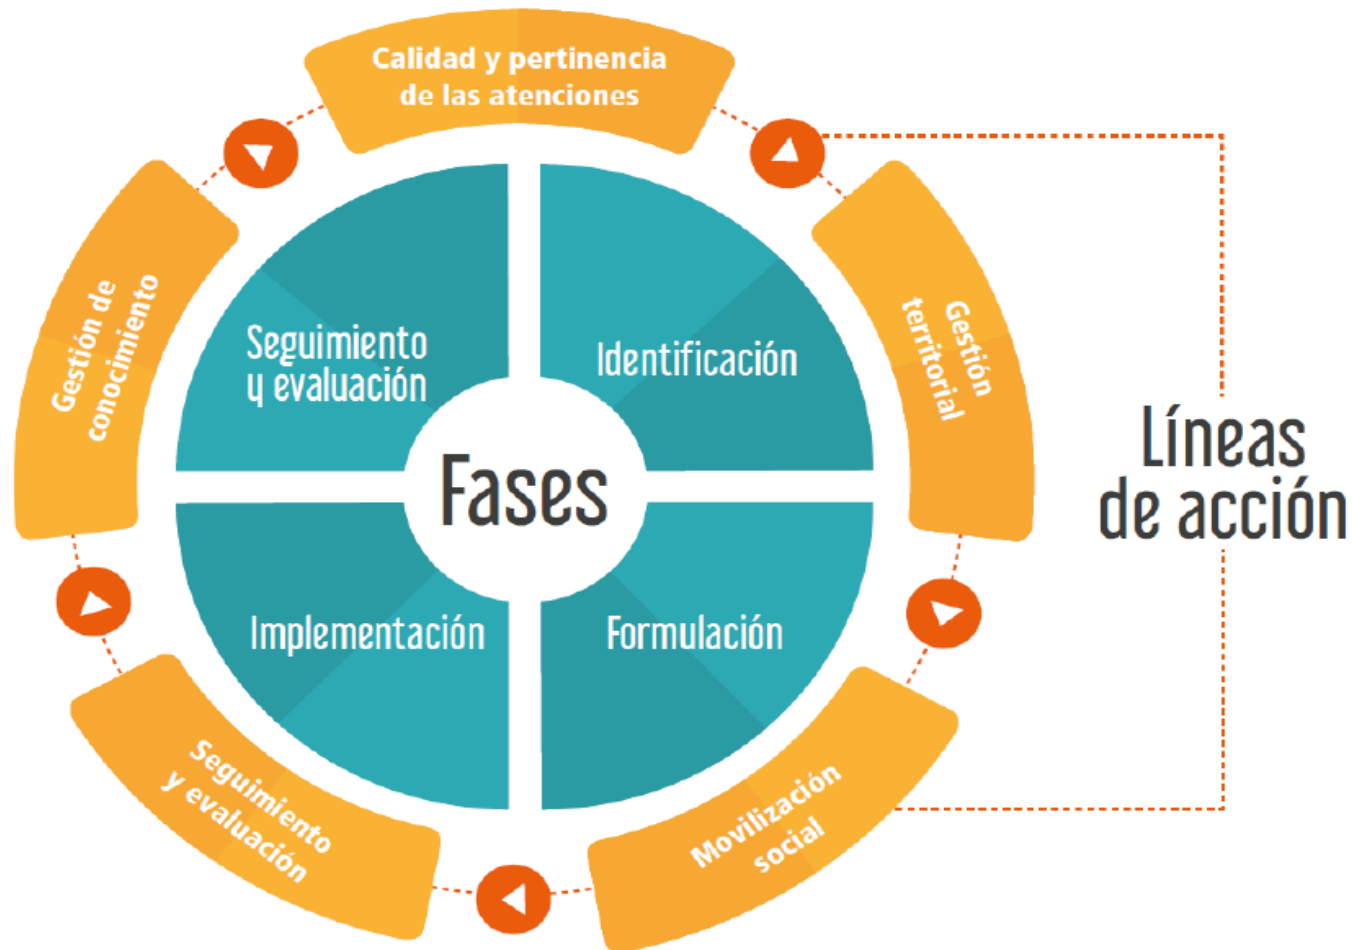 Calidad y pertinencia
de las atenciones
Gestión
territorial
Movilización
social
Seguimiento
y evaluación
Gestión de
conocimiento
Seguimiento
y evaluación
Identificación
Fases
Implementación
Formulación
Líneas
de acción